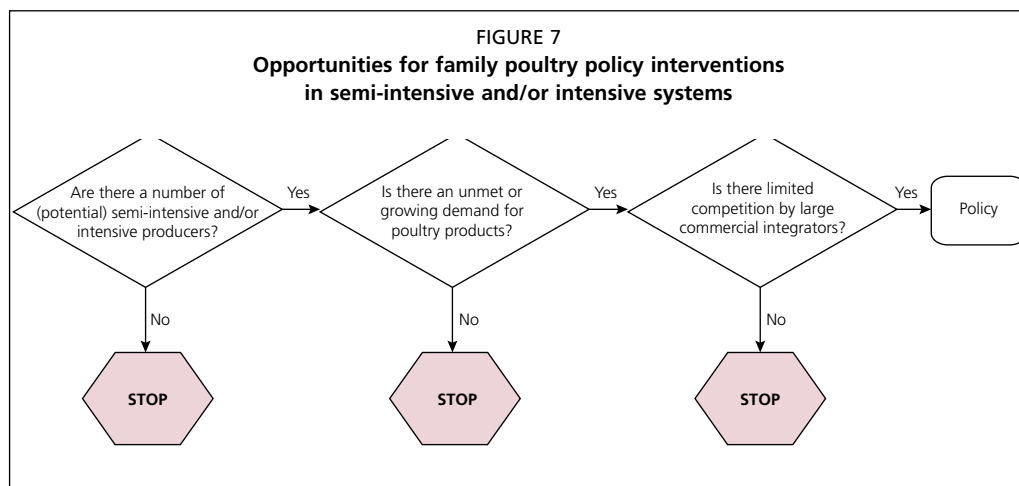 FIGURE 7
Opportunities for family poultry policy interventions
in semi-intensive and/or intensive systems
Are there a number of
(potential) semi-intensive and/or
intensive producers?
Yes
Is there an unmet or
growing demand for
poultry products?
Yes
Is there limited
competition by large
commercial integrators?
Yes
Policy
No
No
No
STOP
STOP
STOP